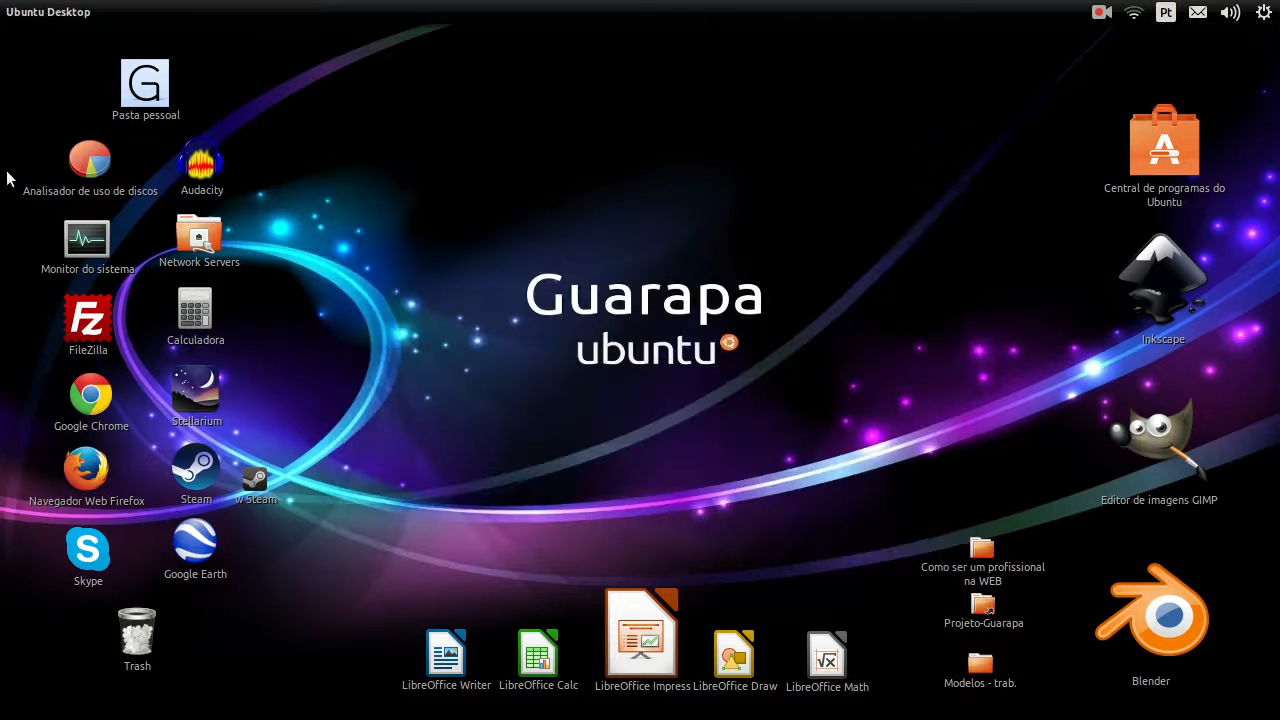 Ubuntu Desktop
Pt
G
Pasta pessoal
Analisador de uso de discos
Audacity
Monitor do sistema
Network Servers
Fz
FileZilla
Calculadora
Google Chrome
Stellarium
Navegador Web Firefox
Steam
w Steam
S
Skype
Google Earth
Trash
Guarapa
ubuntu
LibreOffice Writer
LibreOffice Calc
LibreOffice Impress
LibreOffice Draw
√x
LibreOffice Math
A
Central de programas do
Ubuntu
Inkscape
Editor de imagens GIMP
Como ser um profissional
na WEB
Projeto-Guarapa
Modelos - trab.
Blender